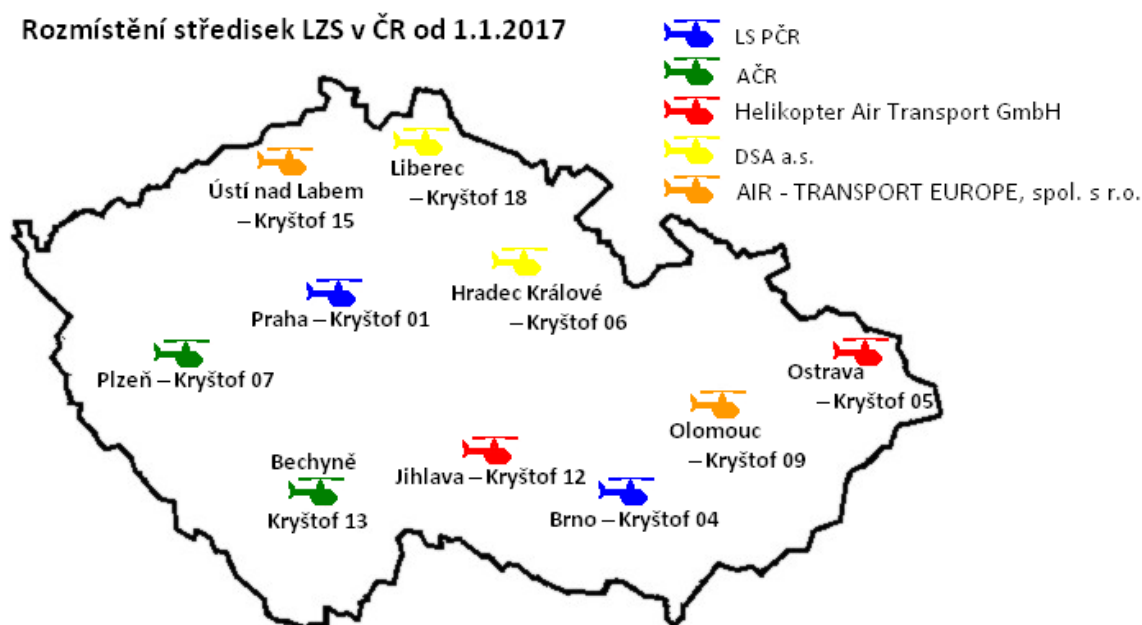 Rozmístění středisek LZS v ČR od 1.1.2017
LS PČR
AČR
Helikopter Air Transport GmbH
DSA a.s.
AIR - TRANSPORT EUROPE, spol. s r.o.
Liberec
– Kryštof 18
Ústí nad Labem
– Kryštof 15
Hradec Králové
– Kryštof 06
Praha – Kryštof 01
Plzeň – Kryštof 07
Ostrava
– Kryštof 05
Olomouc
– Kryštof 09
Jihlava – Kryštof 12
Bechyně
Kryštof 13
Brno – Kryštof 04